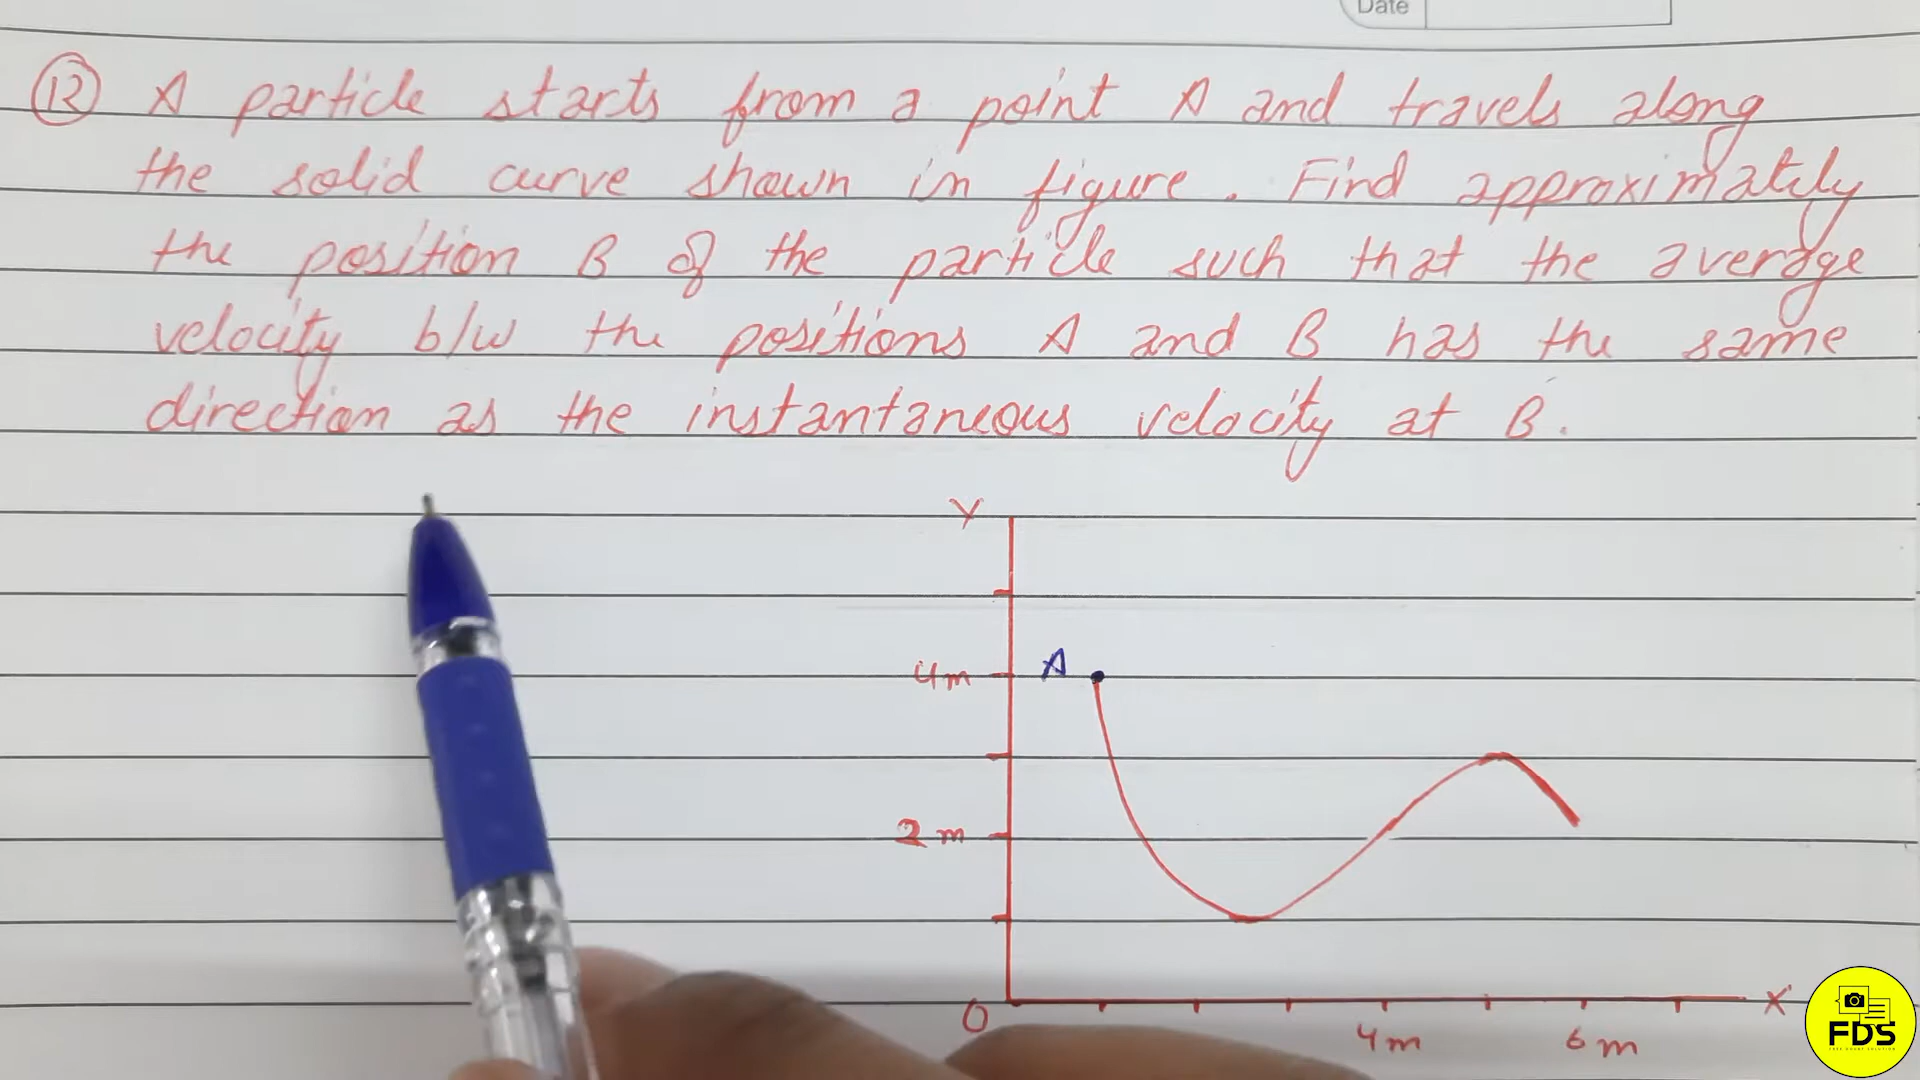 Date
12 A particle starts from a point A and travels along
the solid curve shown in figure. Find approximately
the position B of the particle such that the average
velocity b/w the positions A and B has the same
direction as the instantaneous velocity at B.
Y
4m
A
2m
O
4m
6m
X
FDS